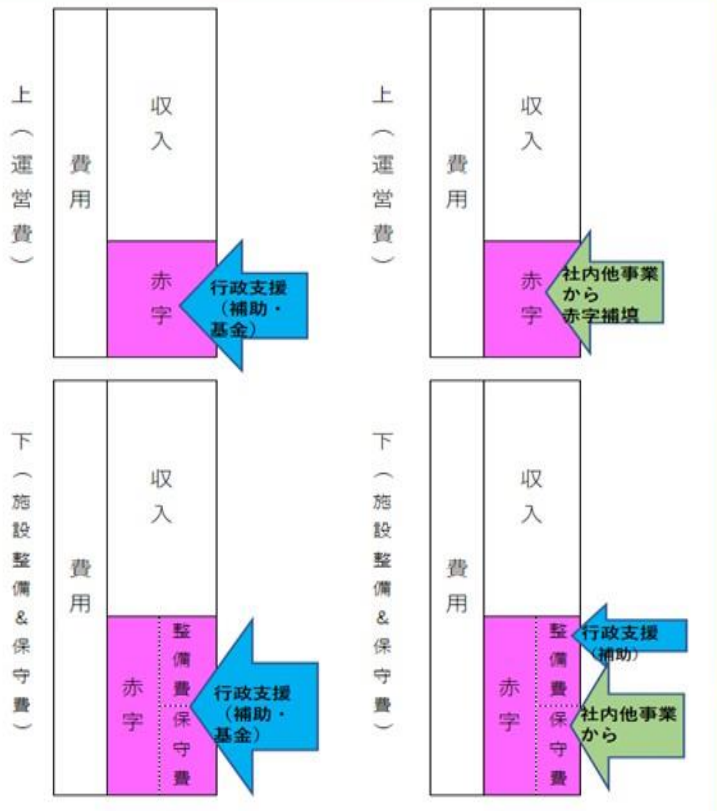 上（運営費）
費用
収入
赤字
行政支援
（補助・
基金）
上（運営費）
費用
収入
赤字
社内他事業
から
赤字補填
下（施設整備&保守費）
費用
収入
赤字
整備費
保守費
行政支援
（補助・
基金）
下（施設整備&保守費）
費用
収入
赤字
整備費
保守費
行政支援
（補助）
社内他事業
から